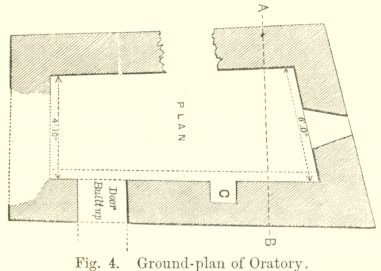 A
PLAN
4'.10"
6'.0"
C
Door
Built up
B
Fig. 4. Ground-plan of Oratory.